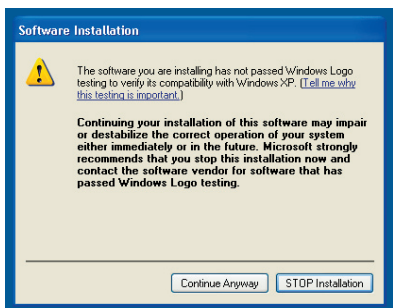 Software Installation
The software you are installing has not passed Windows Logo
testing to verify its compatibility with Windows XP. (Tell me why
this testing is important.)
Continuing your installation of this software may impair
or destabilize the correct operation of your system
either immediately or in the future. Microsoft strongly
recommends that you stop this installation now and
contact the software vendor for software that has
passed Windows Logo testing.
Continue Anyway
STOP Installation